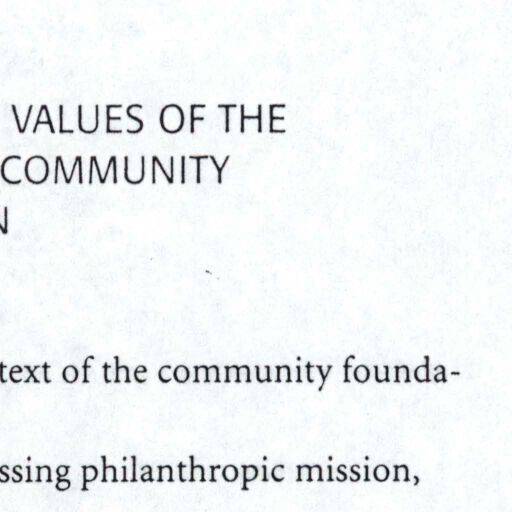 VALUES OF THE
COMMUNITY
N
text of the community founda-
ssing philanthropic mission,